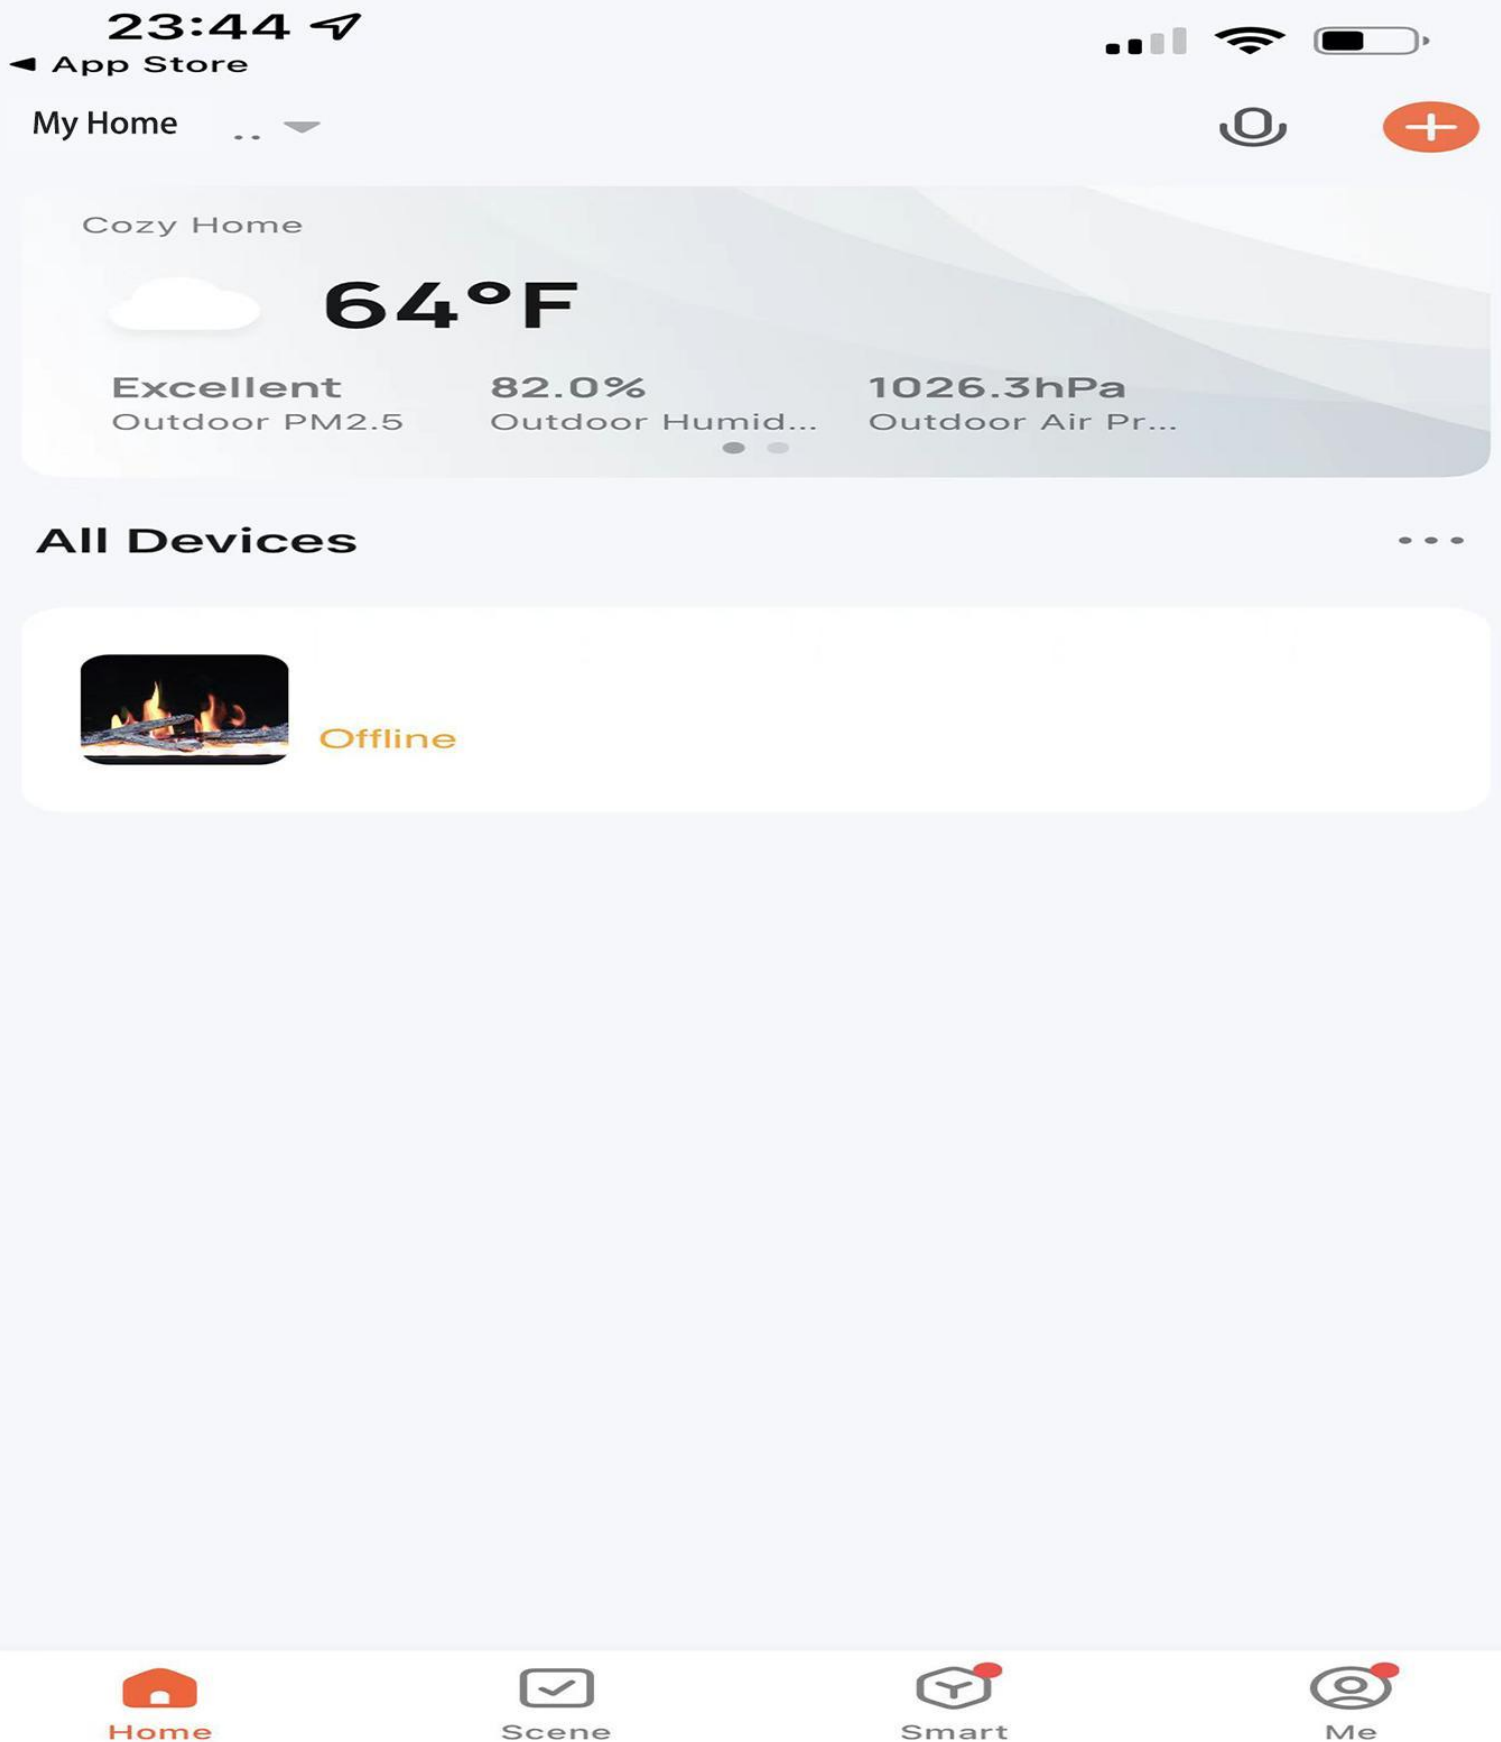 23:44
App Store
My Home ..
Cozy Home
64°F
Excellent 82.0% 1026.3hPa
Outdoor PM2.5 Outdoor Humid... Outdoor Air Pr...
All Devices
Offline
Home Scene Smart Me